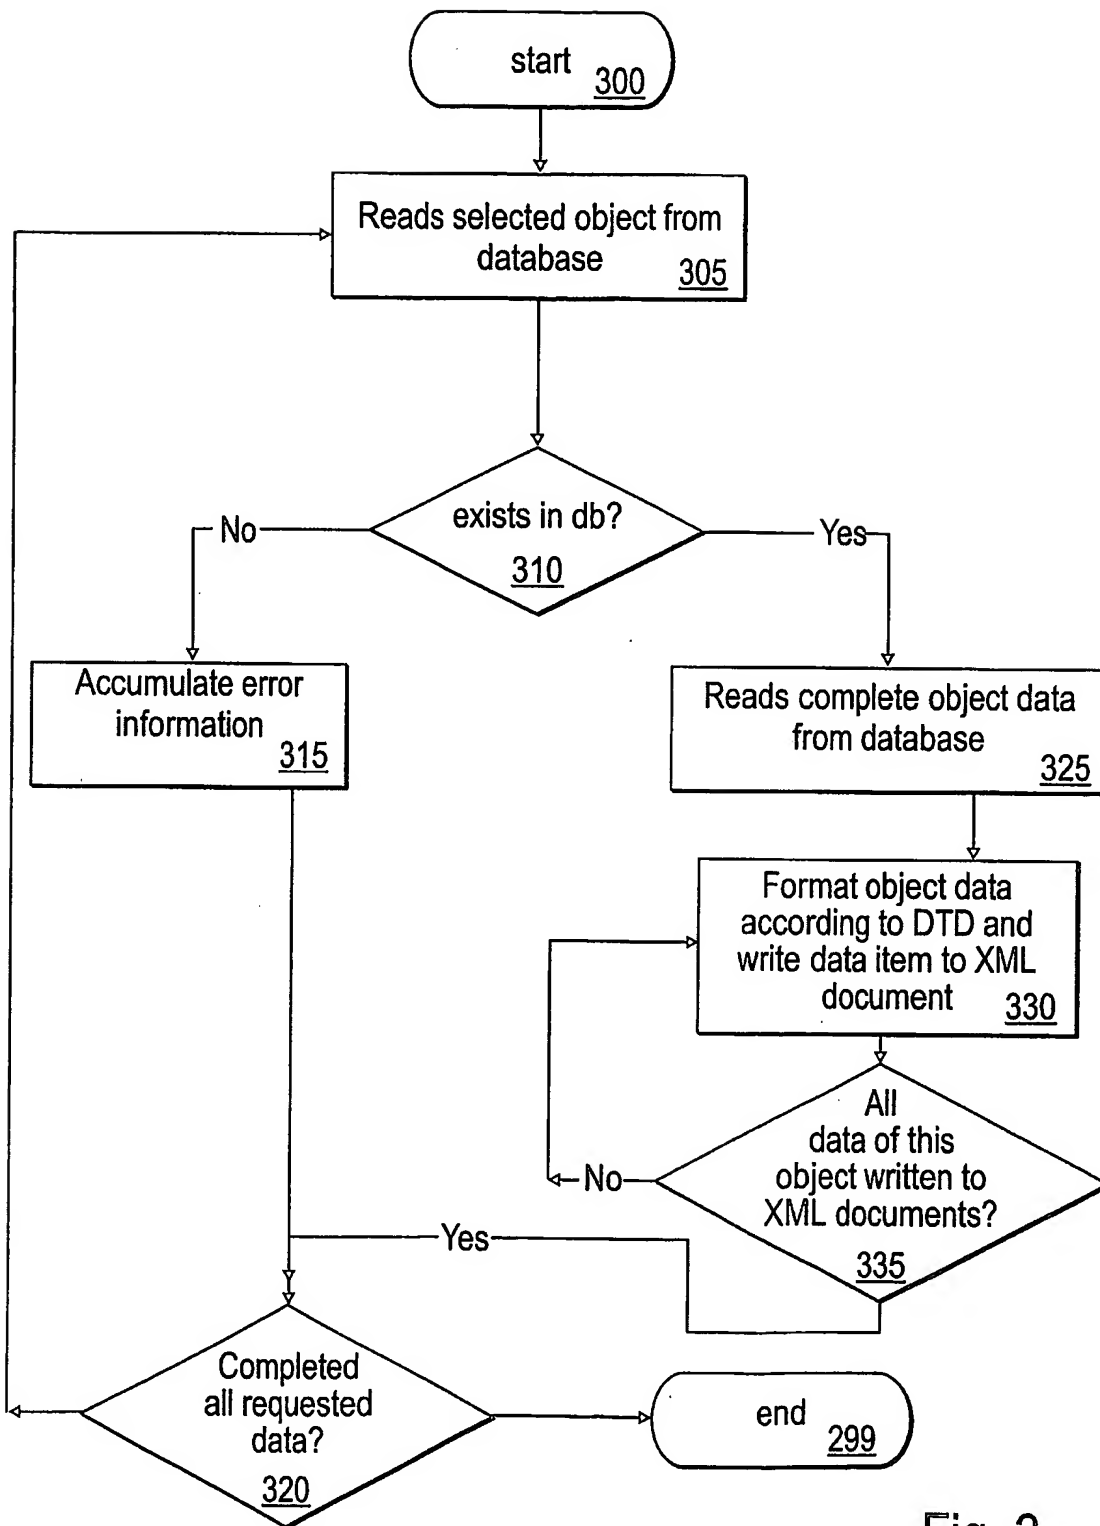 start
300
Reads selected object from
database
305
exists in db?
310
No
Yes
Accumulate error
information
315
Reads complete object data
from database
325
Format object data
according to DTD and
write data item to XML
document
330
All
data of this
object written to
XML documents?
335
No
Yes
Completed
all requested
data?
320
end
299